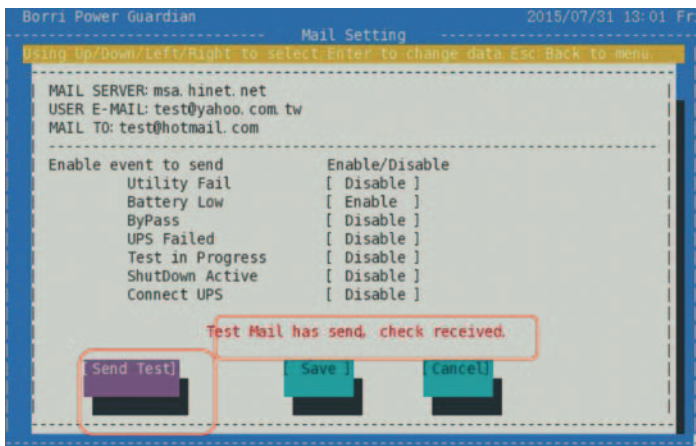 Borri Power Guardian 2015/07/31 13:01 Fr
Mail Setting
Using Up/Down/Left/Right to select Enter to change data Esc Back to menu.
MAIL SERVER: msa.hinet.net
USER E-MAIL: test@yahoo.com.tw
MAIL TO: test@hotmail.com
Enable event to send Enable/Disable
Utility Fail [ Disable ]
Battery Low [ Enable ]
ByPass [ Disable ]
UPS Failed [ Disable ]
Test in Progress [ Disable ]
ShutDown Active [ Disable ]
Connect UPS [ Disable ]
Test Mail has send, check received.
[Send Test] [ Save ] [Cancel]